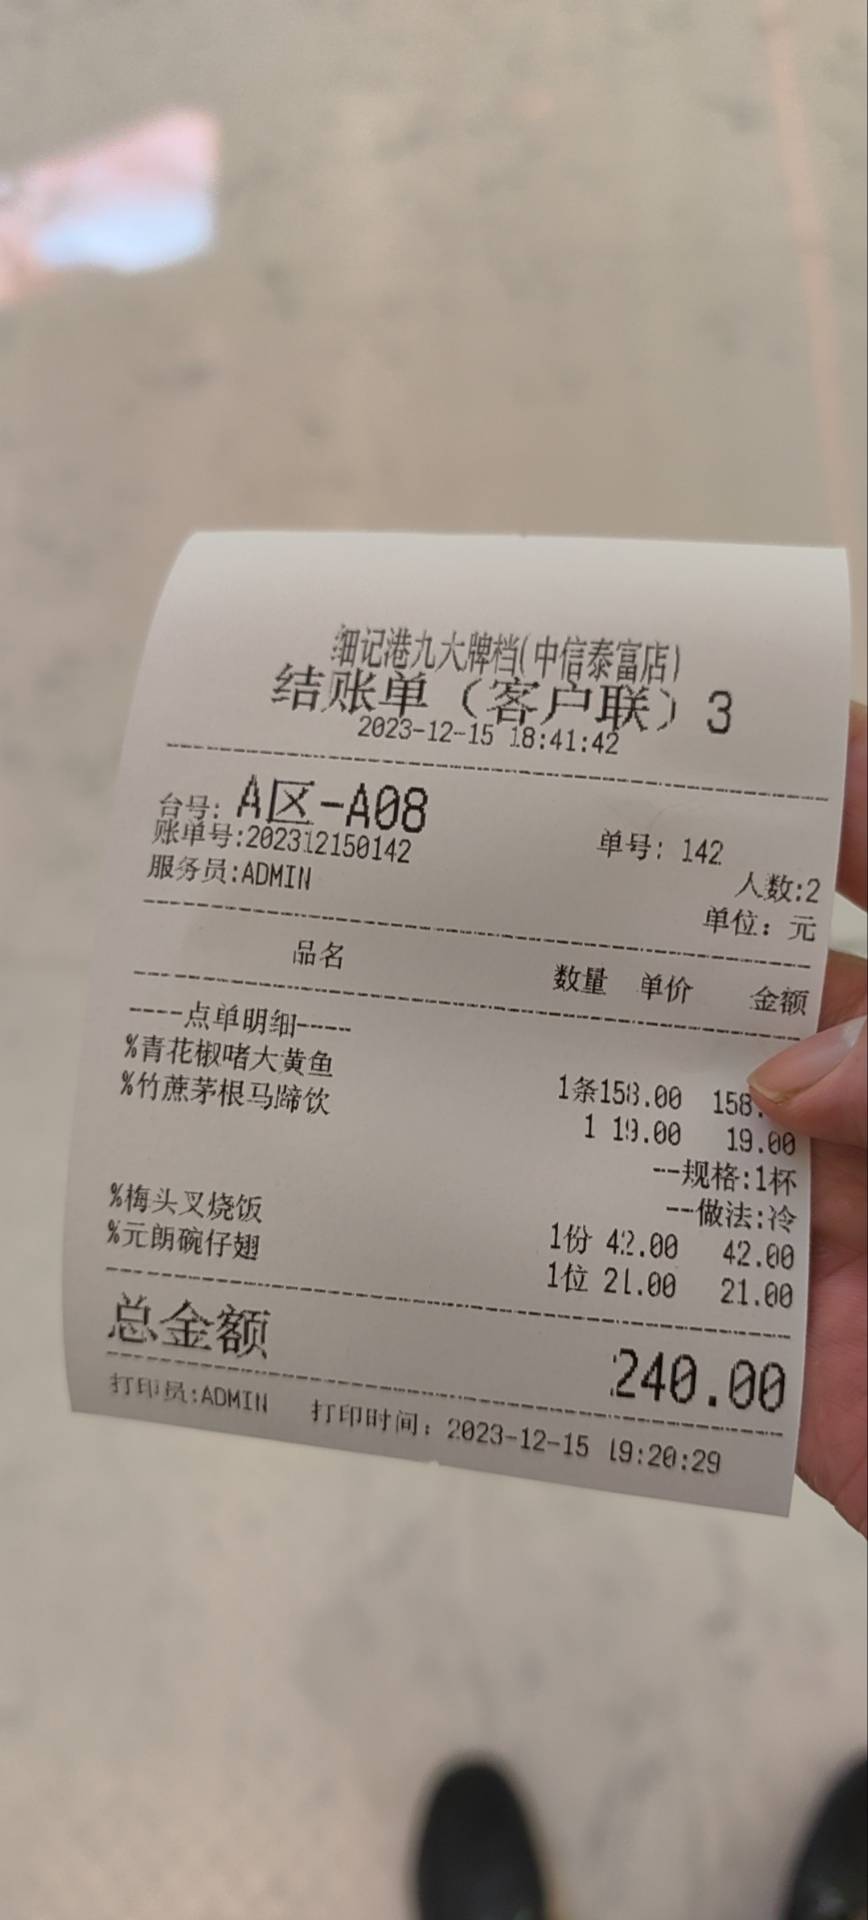 细记港九大牌档(中信泰富店)
结账单（客户联）3
2023-12-15 18:41:42
台号: A区-A08
账单号:202312150142 单号: 142
服务员:ADMIN 人数:2
单位：元
品名 数量 单价 金额
----点单明细-----
%青花椒啫大黄鱼 1条158.00 158.
%竹蔗茅根马蹄饮 1 19.00 19.00
--规格:1杯
--做法:冷
%梅头叉烧饭 1份 42.00 42.00
%元朗碗仔翅 1位 21.00 21.00
总金额 240.00
打印员:ADMIN 打印时间：2023-12-15 19:20:29